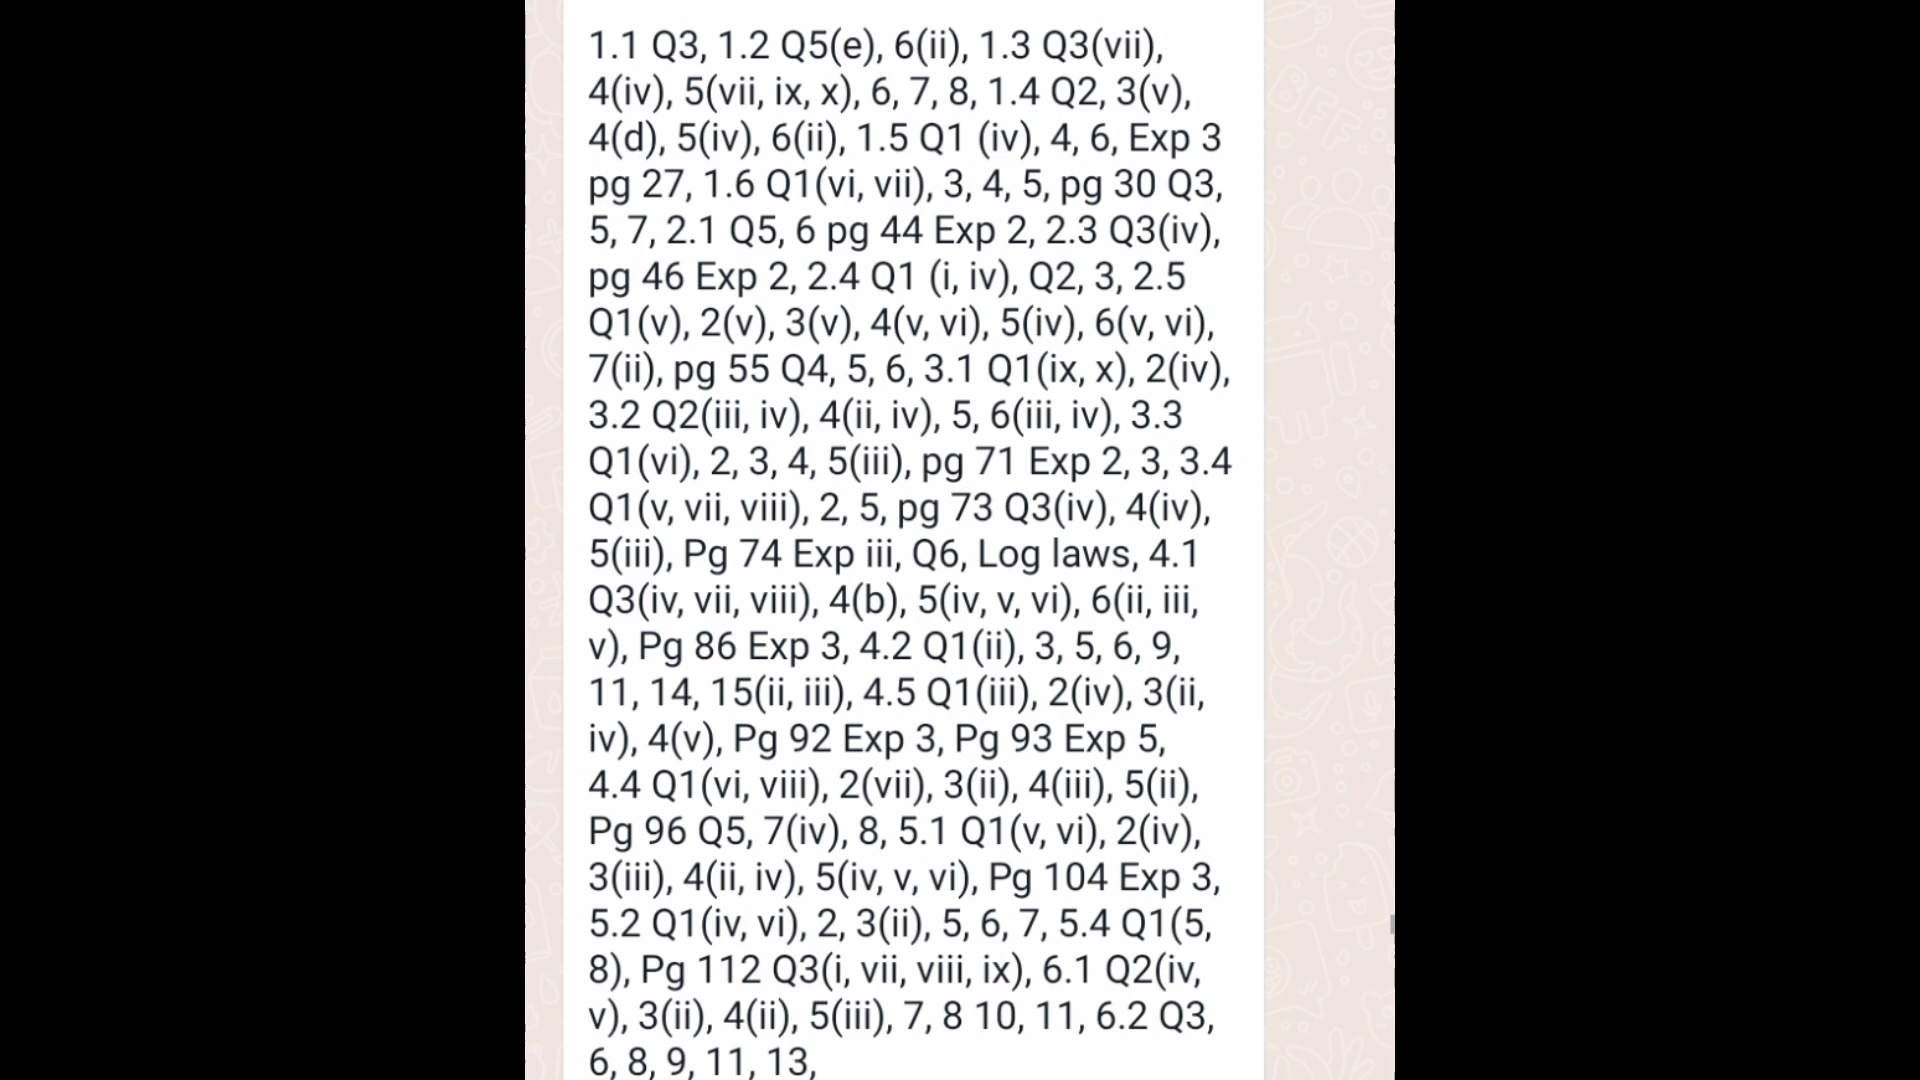 1.1 Q3, 1.2 Q5(e), 6(ii), 1.3 Q3(vii),
4(iv), 5(vii, ix, x), 6, 7, 8, 1.4 Q2, 3(v),
4(d), 5(iv), 6(ii), 1.5 Q1 (iv), 4, 6, Exp 3
pg 27, 1.6 Q1(vi, vii), 3, 4, 5, pg 30 Q3,
5, 7, 2.1 Q5, 6 pg 44 Exp 2, 2.3 Q3(iv),
pg 46 Exp 2, 2.4 Q1 (i, iv), Q2, 3, 2.5
Q1(v), 2(v), 3(v), 4(v, vi), 5(iv), 6(v, vi),
7(ii), pg 55 Q4, 5, 6, 3.1 Q1(ix, x), 2(iv),
3.2 Q2(iii, iv), 4(ii, iv), 5, 6(iii, iv), 3.3
Q1(vi), 2, 3, 4, 5(iii), pg 71 Exp 2, 3, 3.4
Q1(v, vii, viii), 2, 5, pg 73 Q3(iv), 4(iv),
5(iii), Pg 74 Exp iii, Q6, Log laws, 4.1
Q3(iv, vii, viii), 4(b), 5(iv, v, vi), 6(ii, iii,
v), Pg 86 Exp 3, 4.2 Q1(ii), 3, 5, 6, 9,
11, 14, 15(ii, iii), 4.5 Q1(iii), 2(iv), 3(ii,
iv), 4(v), Pg 92 Exp 3, Pg 93 Exp 5,
4.4 Q1(vi, viii), 2(vii), 3(ii), 4(iii), 5(ii),
Pg 96 Q5, 7(iv), 8, 5.1 Q1(v, vi), 2(iv),
3(iii), 4(ii, iv), 5(iv, v, vi), Pg 104 Exp 3,
5.2 Q1(iv, vi), 2, 3(ii), 5, 6, 7, 5.4 Q1(5,
8), Pg 112 Q3(i, vii, viii, ix), 6.1 Q2(iv,
v), 3(ii), 4(ii), 5(iii), 7, 8 10, 11, 6.2 Q3,
6, 8, 9, 11, 13,